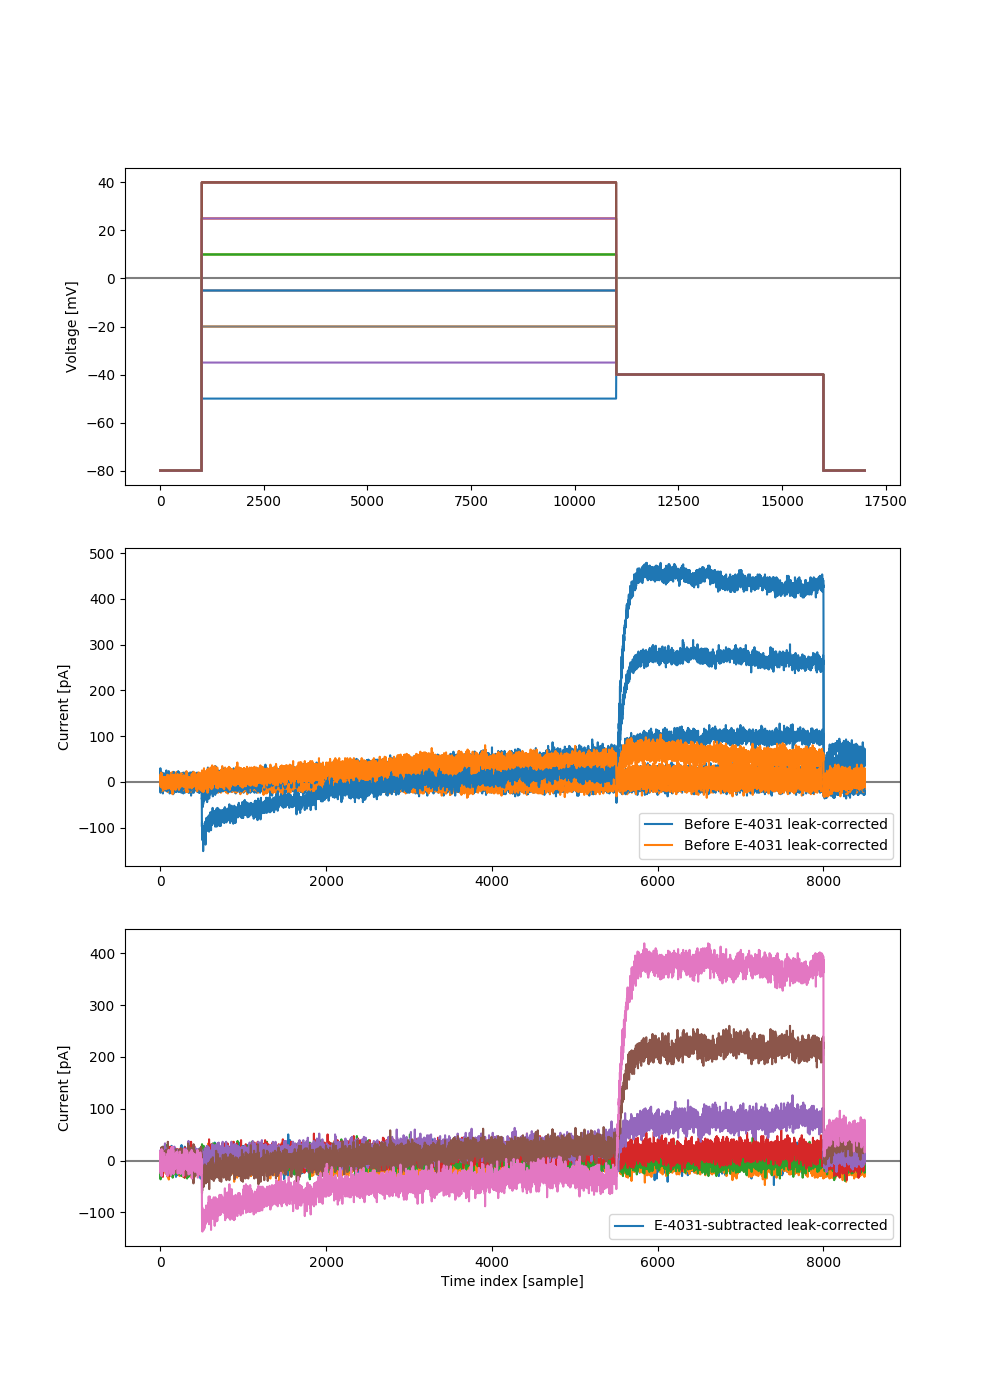 40
20
0
−20
−40
−60
−80
Voltage [mV]
0 2500 5000 7500 10000 12500 15000 17500
500
400
300
200
100
0
−100
Current [pA]
Before E-4031 leak-corrected
Before E-4031 leak-corrected
0 2000 4000 6000 8000
400
300
200
100
0
−100
Current [pA]
E-4031-subtracted leak-corrected
0 2000 4000 6000 8000
Time index [sample]